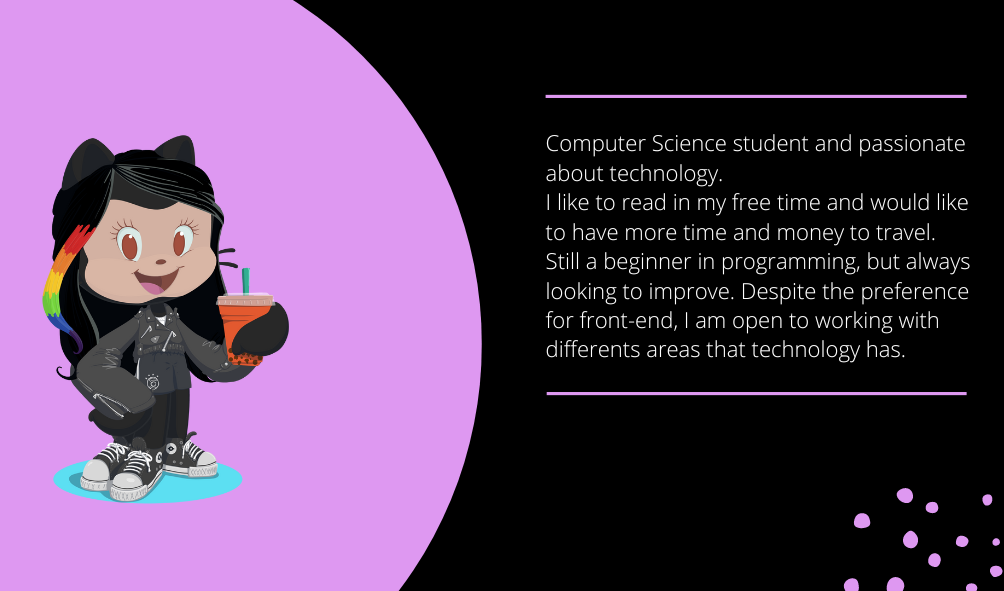 Computer Science student and passionate
about technology.
I like to read in my free time and would like
to have more time and money to travel.
Still a beginner in programming, but always
looking to improve. Despite the preference
for front-end, I am open to working with
differents areas that technology has.